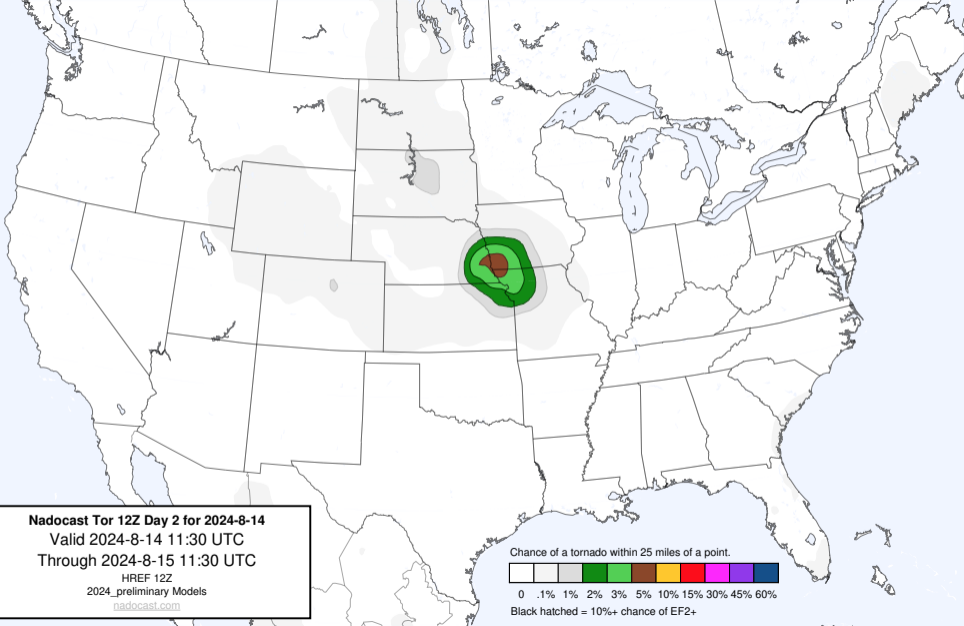 Nadocast Tor 12Z Day 2 for 2024-8-14
Valid 2024-8-14 11:30 UTC
Through 2024-8-15 11:30 UTC
HREF 12Z
2024_preliminary Models
nadocast.com
Chance of a tornado within 25 miles of a point.
0 .1% 1% 2% 3% 5% 10% 15% 30% 45% 60%
Black hatched = 10%+ chance of EF2+